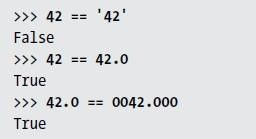 >>> 42 == '42'
False
>>> 42 == 42.0
True
>>> 42.0 == 0042.000
True